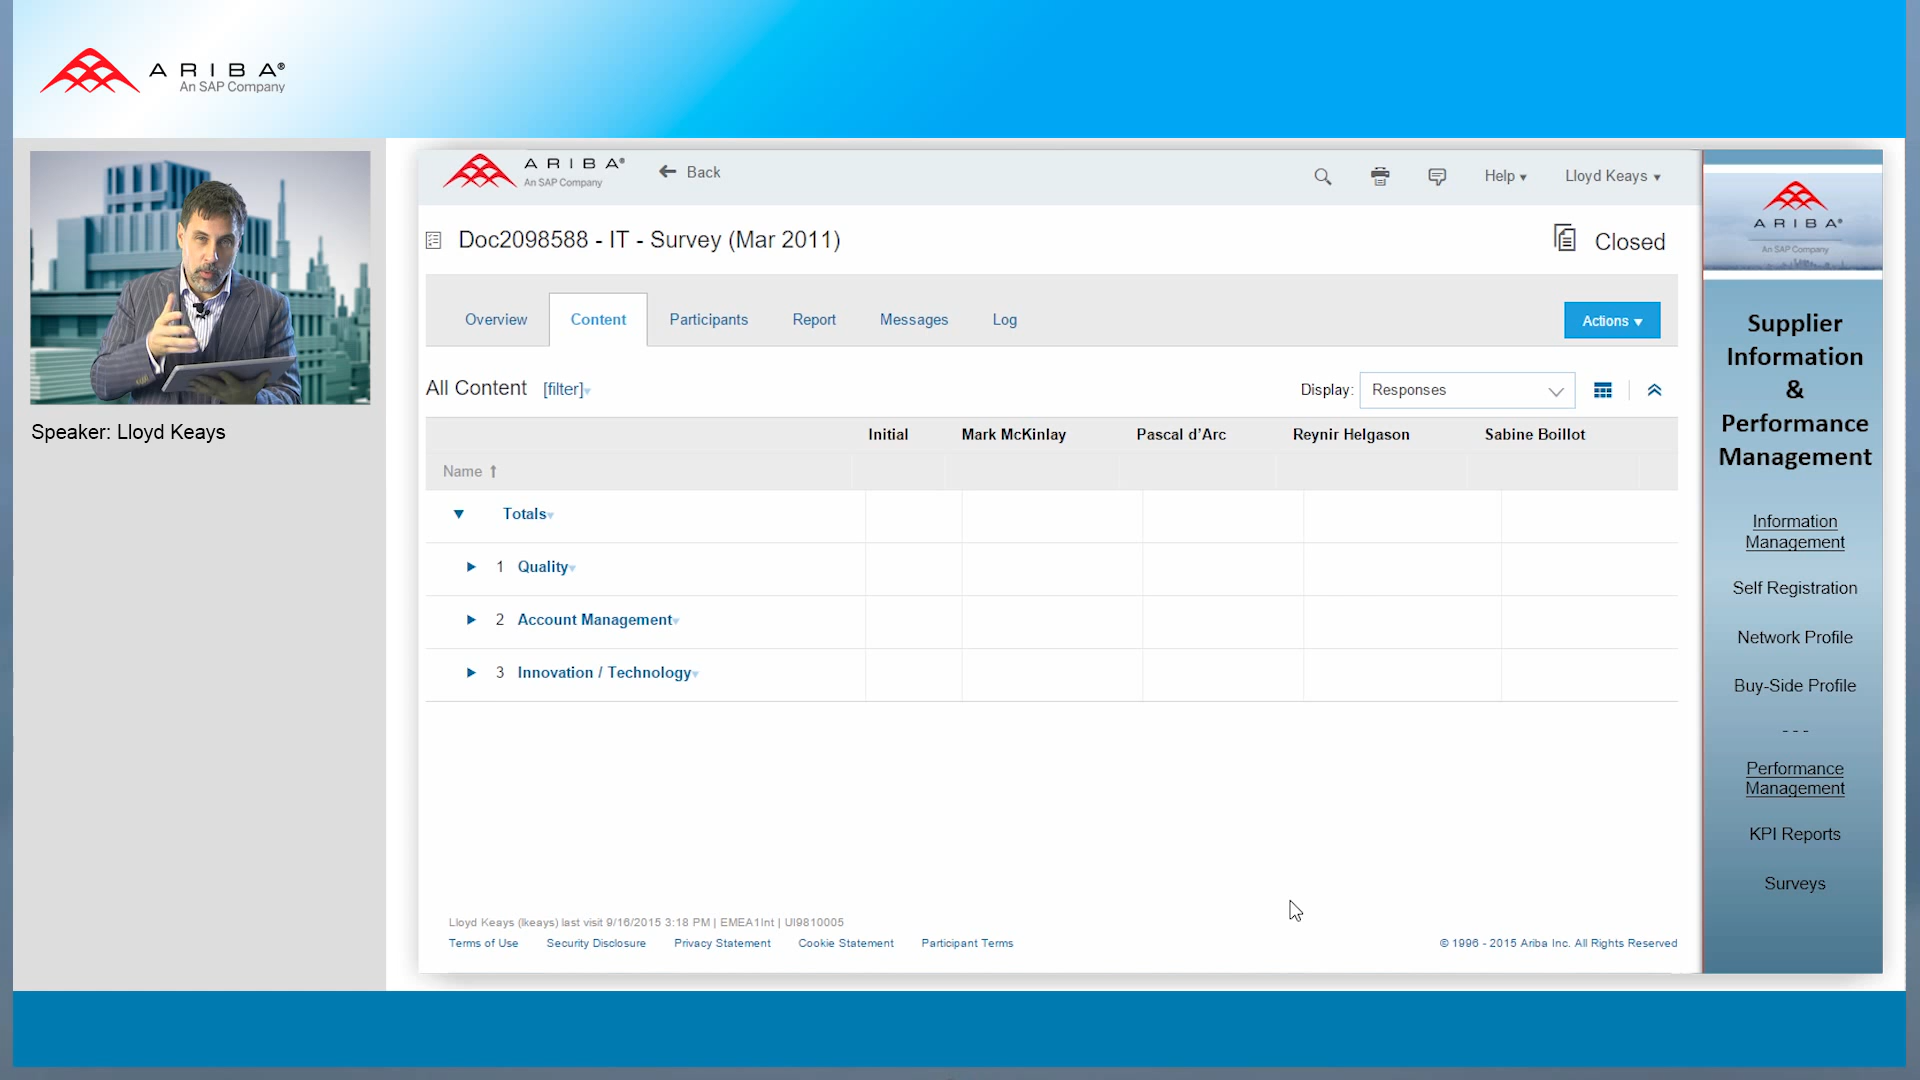 ARIBA®
An SAP Company
Speaker: Lloyd Keays
ARIBA®
An SAP Company
Back
Help
Lloyd Keays
Doc2098588 - IT - Survey (Mar 2011)
Closed
Overview
Content
Participants
Report
Messages
Log
Actions
All Content [filter]
Display: Responses
Initial
Mark McKinlay
Pascal d’Arc
Reynir Helgason
Sabine Boillot
Name ↑
Totals
1 Quality
2 Account Management
3 Innovation / Technology
Lloyd Keays (lkeays) last visit 9/16/2015 3:18 PM | EMEA1Int | UI9810005
Terms of Use
Security Disclosure
Privacy Statement
Cookie Statement
Participant Terms
© 1996 - 2015 Ariba Inc. All Rights Reserved
ARIBA®
An SAP Company
Supplier
Information
&
Performance
Management
Information
Management
Self Registration
Network Profile
Buy-Side Profile
- - -
Performance
Management
KPI Reports
Surveys